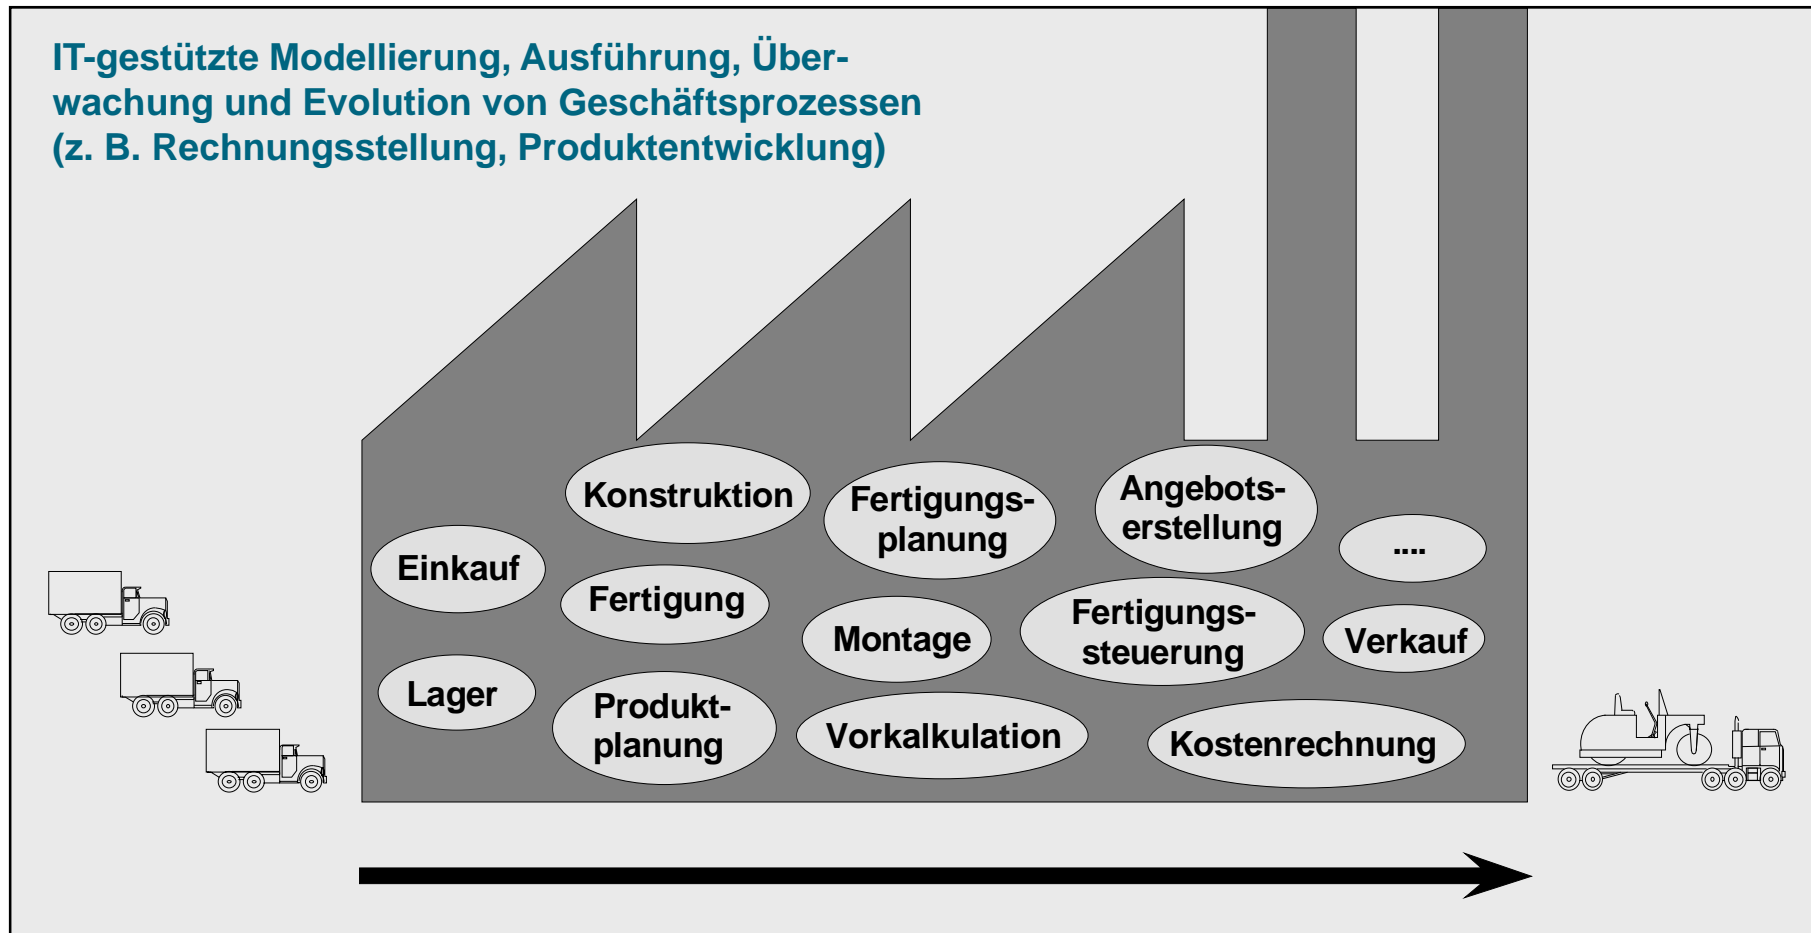 IT-gestützte Modellierung, Ausführung, Über-
wachung und Evolution von Geschäftsprozessen
(z. B. Rechnungsstellung, Produktentwicklung)
Konstruktion
Fertigungs-
planung
Angebots-
erstellung
....
Einkauf
Fertigung
Montage
Fertigungs-
steuerung
Verkauf
Lager
Produkt-
planung
Vorkalkulation
Kostenrechnung